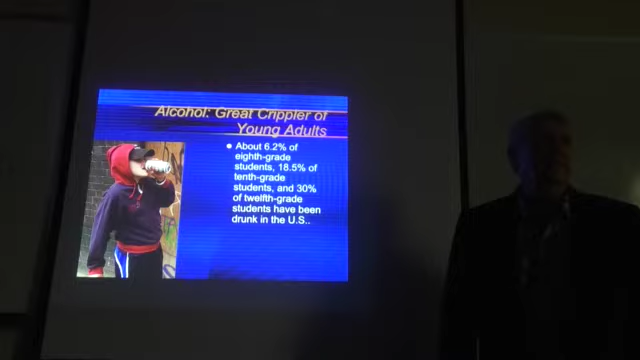 Alcohol: Great Crippler of
Young Adults
About 6.2% of
eighth-grade
students, 18.5% of
tenth-grade
students, and 30%
of twelfth-grade
students have been
drunk in the U.S..